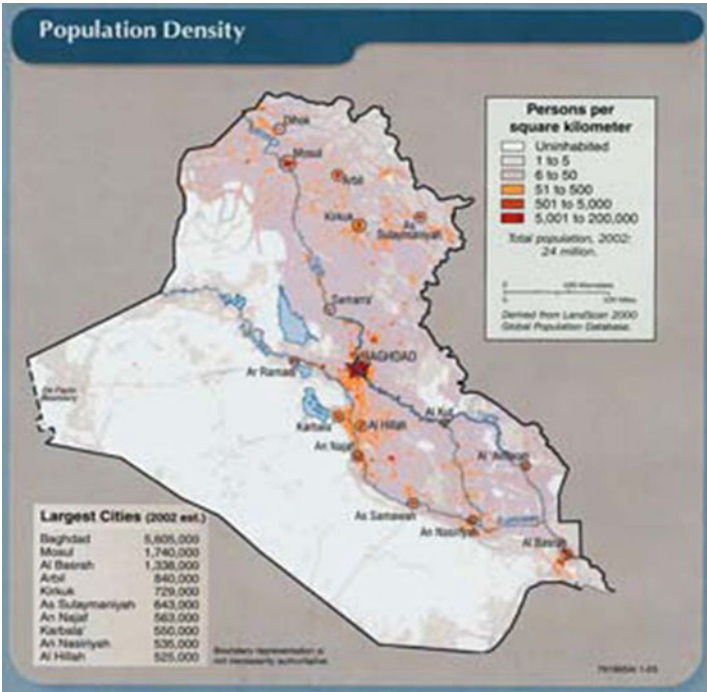 Population Density
Persons per
square kilometer
Uninhabited
1 to 5
6 to 50
51 to 500
501 to 5,000
5,001 to 200,000
Total population, 2002:
24 million.
Derived from LandScan 2000
Global Population Database.
Dihok
Mosul
Arbil
Kirkuk
As
Sulaymaniyah
Samarra'
BAGHDAD
Ar Ramadi
De Facto
Boundary
Karbala'
Al Hillah
Al Kut
An Najaf
Al 'Amarah
As Samawah
An Nasiriyah
Al Basrah
Largest Cities (2002 est.)
Baghdad 5,605,000
Mosul 1,740,000
Al Basrah 1,338,000
Arbil 840,000
Kirkuk 729,000
As Sulaymaniyah 643,000
An Najaf 563,000
Karbala' 550,000
An Nasiriyah 535,000
Al Hillah 525,000
Boundary representation is
not necessarily authoritative.